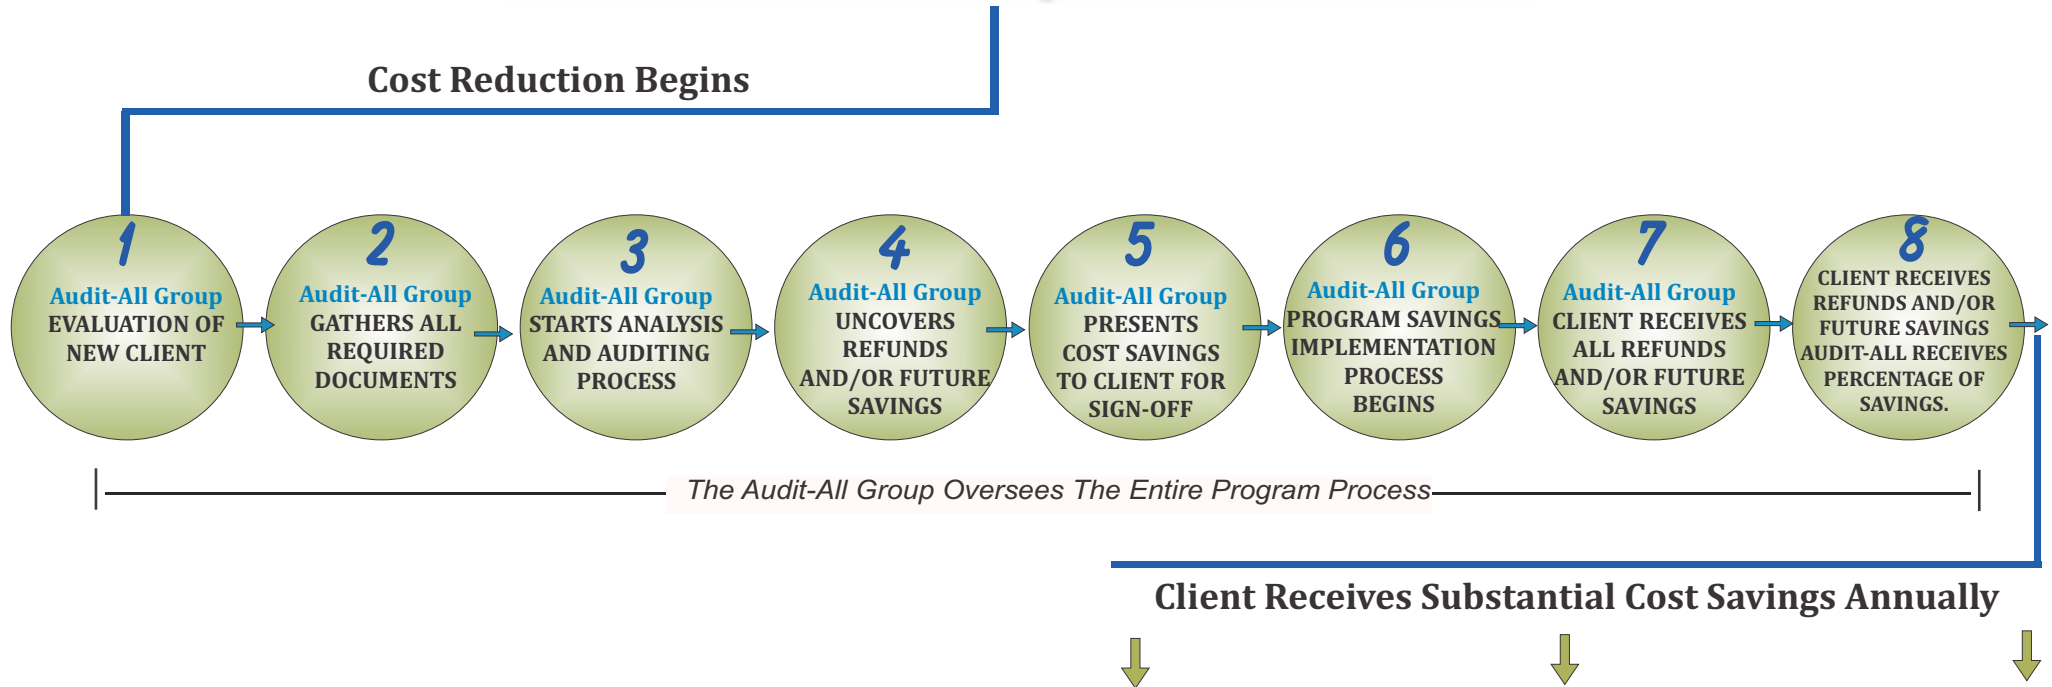 Cost Reduction Begins
1
Audit-All Group
EVALUATION OF
NEW CLIENT
2
Audit-All Group
GATHERS ALL
REQUIRED
DOCUMENTS
3
Audit-All Group
STARTS ANALYSIS
AND AUDITING
PROCESS
4
Audit-All Group
UNCOVERS
REFUNDS
AND/OR FUTURE
SAVINGS
5
Audit-All Group
PRESENTS
COST SAVINGS
TO CLIENT FOR
SIGN-OFF
6
Audit-All Group
PROGRAM SAVINGS
IMPLEMENTATION
PROCESS
BEGINS
7
Audit-All Group
CLIENT RECEIVES
ALL REFUNDS
AND/OR FUTURE
SAVINGS
8
CLIENT RECEIVES
REFUNDS AND/OR
FUTURE SAVINGS
AUDIT-ALL RECEIVES
PERCENTAGE OF
SAVINGS.
The Audit-All Group Oversees The Entire Program Process
Client Receives Substantial Cost Savings Annually